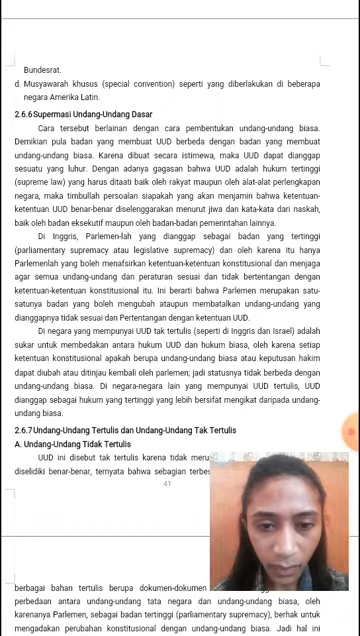 Bundesrat.
d. Musyawarah khusus (special convention) seperti yang diberlakukan di beberapa
negara Amerika Latin.
2.6.6Supermasi Undang-Undang Dasar
Cara tersebut berlainan dengan cara pembentukan undang-undang biasa.
Demikian pula badan yang membuat UUD berbeda dengan badan yang membuat
undang-undang biasa. Karena dibuat secara istimewa, maka UUD dapat dianggap
sesuatu yang luhur. Dengan adanya gagasan bahwa UUD adalah hukum tertinggi
(supreme law) yang harus ditaati baik oleh rakyat maupun oleh alat-alat perlengkapan
negara, maka timbullah persoalan siapakah yang akan menjamin bahwa ketentuan-
ketentuan UUD benar-benar diselenggarakan menurut jiwa dan kata-kata dari naskah,
baik oleh badan eksekutif maupun oleh badan-badan pemerintahan lainnya.
Di Inggris, Parlemen-lah yang dianggap sebagai badan yang tertinggi
(parliamentary supremacy atau legislative supremacy) dan oleh karena itu hanya
Parlemenlah yang boleh menafsirkan ketentuan-ketentuan konstitusional dan menjaga
agar semua undang-undang dan peraturan sesuai dan tidak bertentangan dengan
ketentuan-ketentuan konstitusional itu. Ini berarti bahwa Parlemen merupakan satu-
satunya badan yang boleh mengubah ataupun membatalkan undang-undang yang
dianggapnya tidak sesuai dan Pertentangan dengan ketentuan UUD.
Di negara yang mempunyai UUD tak tertulis (seperti di Inggris dan Israel) adalah
sukar untuk membedakan antara hukum UUD dan hukum biasa, oleh karena setiap
ketentuan konstitusional apakah berupa undang-undang biasa atau keputusan hakim
dapat diubah atau ditinjau kembali oleh parlemen; jadi statusnya tidak berbeda dengan
undang-undang biasa. Di negara-negara lain yang mempunyai UUD tertulis, UUD
dianggap sebagai hukum yang tertinggi yang lebih bersifat mengikat daripada undang-
undang biasa.
2.6.7Undang-Undang Tertulis dan Undang-Undang Tak Tertulis
A. Undang-Undang Tidak Tertulis
UUD ini disebut tak tertulis karena tidak
diselidiki benar-benar, ternyata bahwa sebagian
41
berbagai bahan tertulis berupa dokumen-dokumen
perbedaan antara undang-undang tata negara dan undang-undang biasa, oleh
karenanya Parlemen, sebagai badan tertinggi (parliamentary supremacy), berhak untuk
mengadakan perubahan konstitusional dengan undang-undang biasa. Jadi hal ini